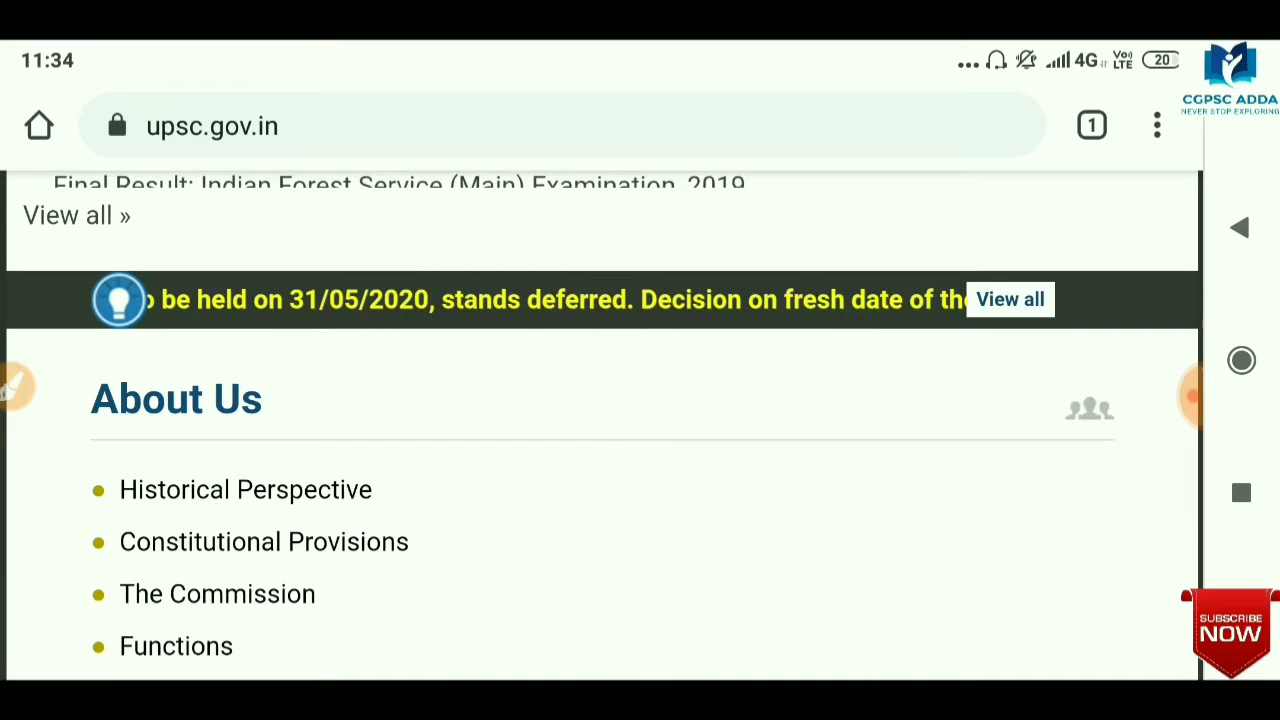 11:34
4G
Vo))
LTE
20
CGPSC ADDA
NEVER STOP EXPLORING
upsc.gov.in
1
Final Result: Indian Forest Service (Main) Examination, 2019
View all »
be held on 31/05/2020, stands deferred. Decision on fresh date of
View all
About Us
Historical Perspective
Constitutional Provisions
The Commission
Functions
SUBSCRIBE
NOW